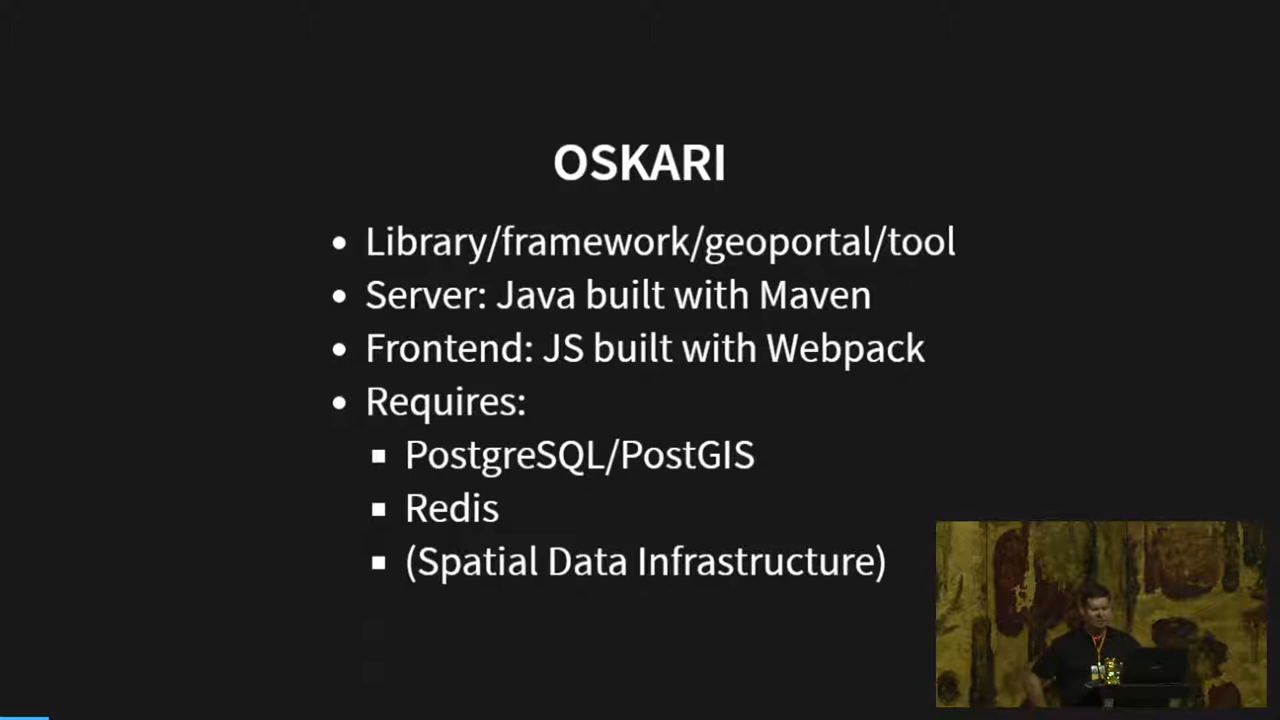 OSKARI
Library/framework/geoportal/tool
Server: Java built with Maven
Frontend: JS built with Webpack
Requires:
PostgreSQL/PostGIS
Redis
(Spatial Data Infrastructure)